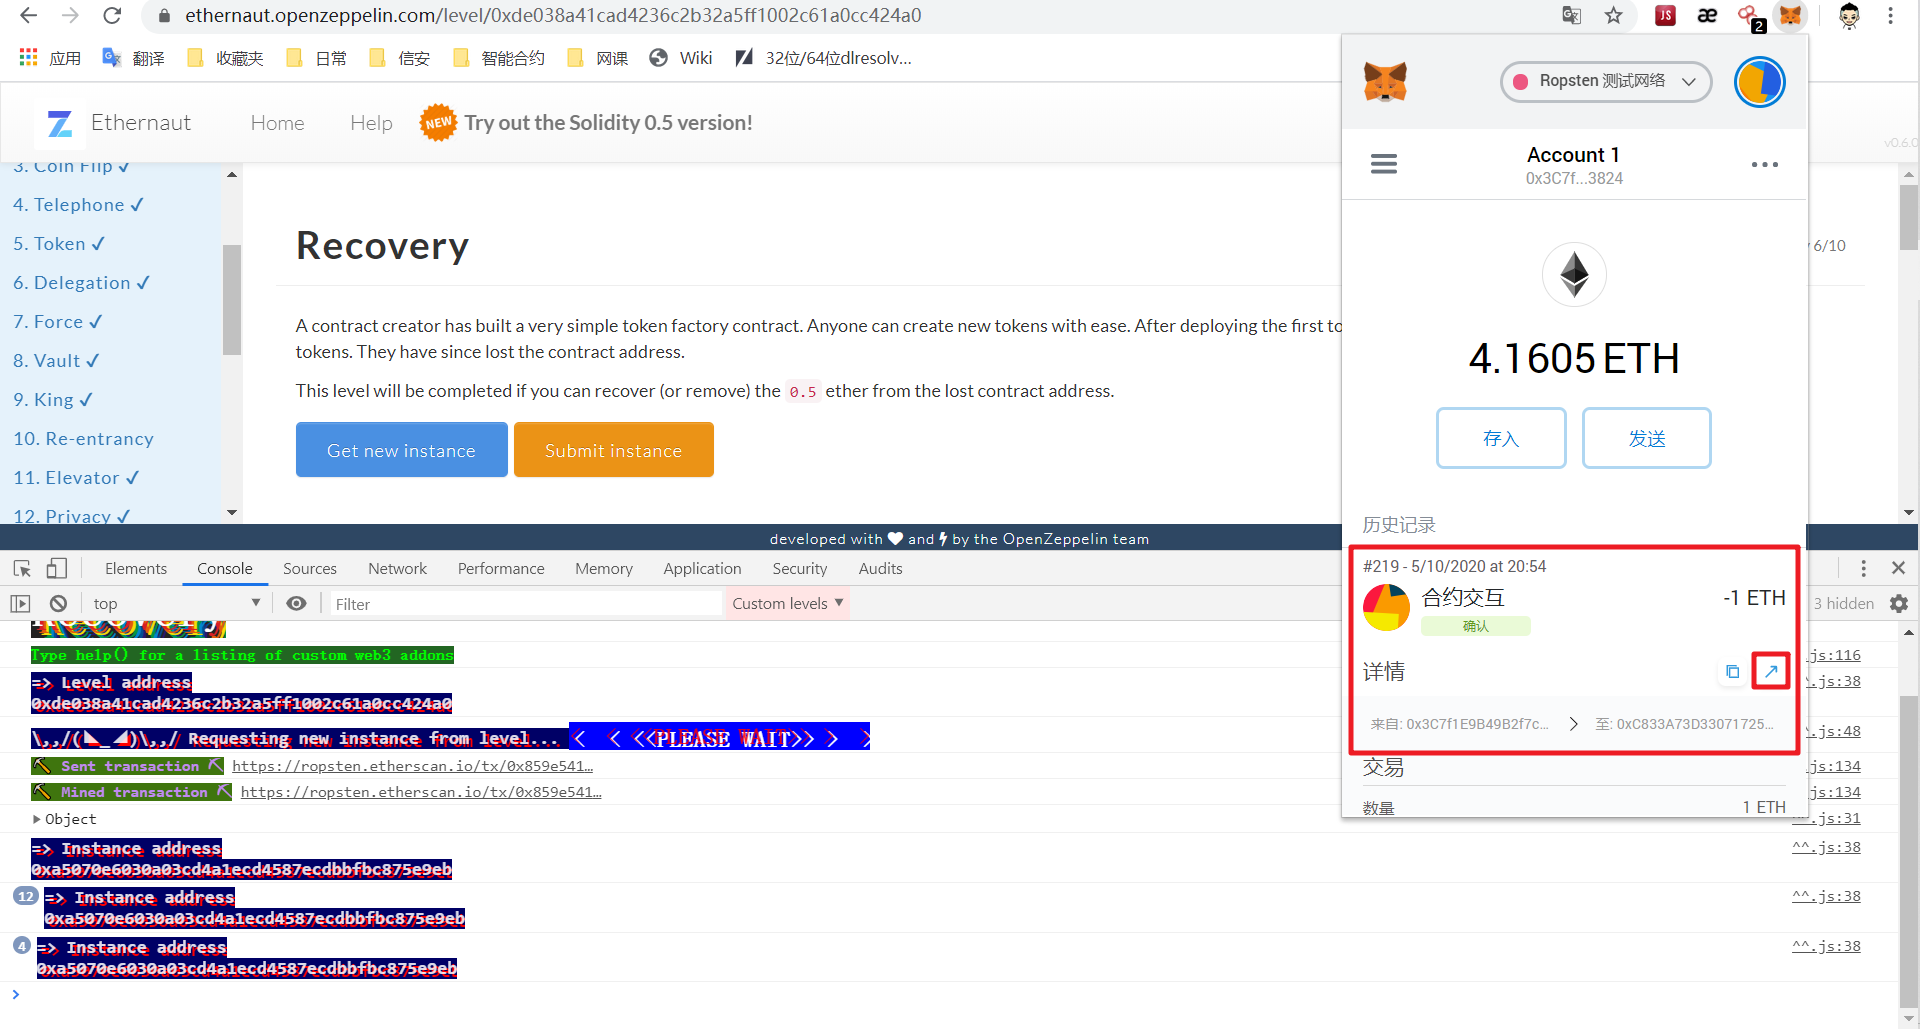 ethernaut.openzeppelin.com/level/0xde038a41cad4236c2b32a5ff1002c61a0cc424a0
JS
æ
2
应用
翻译
收藏夹
日常
信安
智能合约
网课
Wiki
32位/64位dlresolv...
Ethernaut
Home
Help
NEW
Try out the Solidity 0.5 version!
v0.6.0
3. Coin Flip ✓
4. Telephone ✓
5. Token ✓
6. Delegation ✓
7. Force ✓
8. Vault ✓
9. King ✓
10. Re-entrancy
11. Elevator ✓
12. Privacy ✓
Recovery
y 6/10
A contract creator has built a very simple token factory contract. Anyone can create new tokens with ease. After deploying the first to
tokens. They have since lost the contract address.
This level will be completed if you can recover (or remove) the 0.5 ether from the lost contract address.
Get new instance
Submit instance
developed with ❤ and ⚡ by the OpenZeppelin team
Ropsten 测试网络
Account 1
0x3C7f...3824
4.1605 ETH
存入
发送
历史记录
#219 - 5/10/2020 at 20:54
合约交互
-1 ETH
确认
详情
来自: 0x3C7f1E9B49B2f7c...
至: 0xC833A73D33071725...
交易
数量
1 ETH
Elements
Console
Sources
Network
Performance
Memory
Application
Security
Audits
top
Filter
Custom levels ▼
3 hidden
Recovery
Type help() for a listing of custom web3 addons
.js:116
=> Level address
0xde038a41cad4236c2b32a5ff1002c61a0cc424a0
^.js:38
\,,/(◣_◢)\,,/ Requesting new instance from level... < < <<PLEASE WAIT>> > >
^.js:48
⛏ Sent transaction ⛏ https://ropsten.etherscan.io/tx/0x859e541…
.js:134
⛏ Mined transaction ⛏ https://ropsten.etherscan.io/tx/0x859e541…
.js:134
▶ Object
^^.js:31
=> Instance address
0xa5070e6030a03cd4a1ecd4587ecdbbfbc875e9eb
^^.js:38
12
=> Instance address
0xa5070e6030a03cd4a1ecd4587ecdbbfbc875e9eb
^^.js:38
4
=> Instance address
0xa5070e6030a03cd4a1ecd4587ecdbbfbc875e9eb
^^.js:38
>